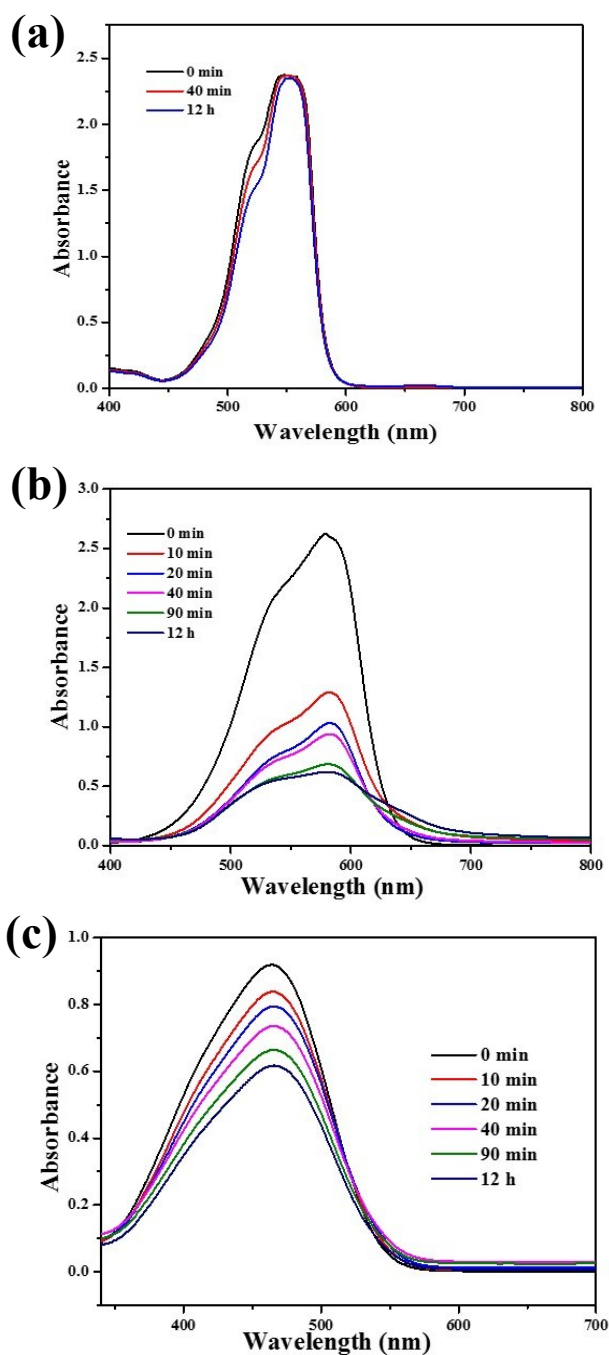 (a)
2.5
2.0
1.5
1.0
0.5
0.0
0 min
40 min
12 h
Absorbance
400 500 600 700 800
Wavelength (nm)
(b)
3.0
2.5
2.0
1.5
1.0
0.5
0.0
0 min
10 min
20 min
40 min
90 min
12 h
Absorbance
400 500 600 700 800
Wavelength (nm)
(c)
1.0
0.8
0.6
0.4
0.2
0.0
0 min
10 min
20 min
40 min
90 min
12 h
Absorbance
400 500 600 700
Wavelength (nm)